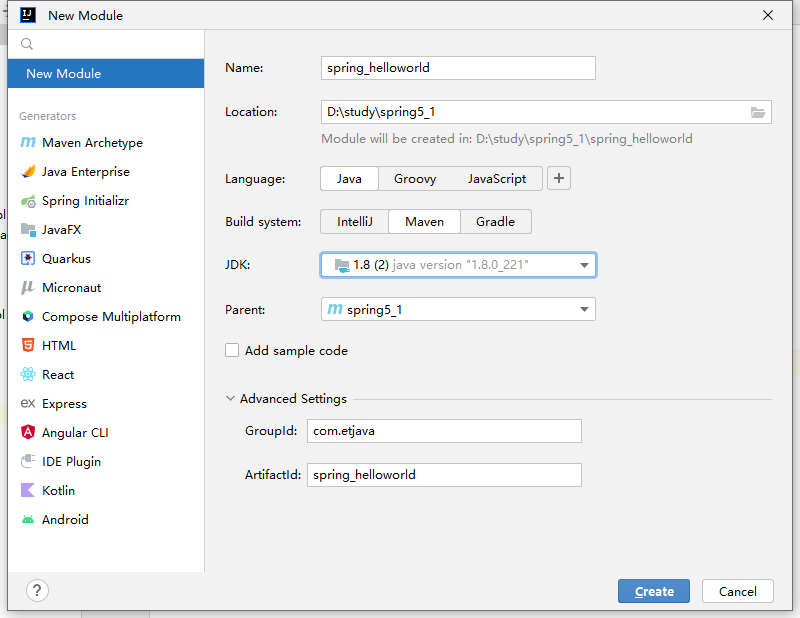 New Module
New Module
Generators
Maven Archetype
Java Enterprise
Spring Initializr
JavaFX
Quarkus
Micronaut
Compose Multiplatform
HTML
React
Express
Angular CLI
IDE Plugin
Kotlin
Android
Name: spring_helloworld
Location: D:\study\spring5_1
Module will be created in: D:\study\spring5_1\spring_helloworld
Language: Java Groovy JavaScript +
Build system: IntelliJ Maven Gradle
JDK: 1.8 (2) java version "1.8.0_221"
Parent: m spring5_1
Add sample code
Advanced Settings
GroupId: com.etjava
ArtifactId: spring_helloworld
? Create Cancel